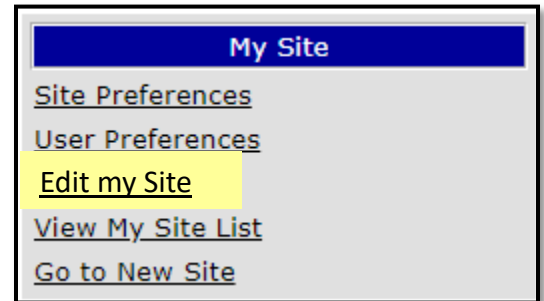 My Site
Site Preferences
User Preferences
Edit my Site
View My Site List
Go to New Site